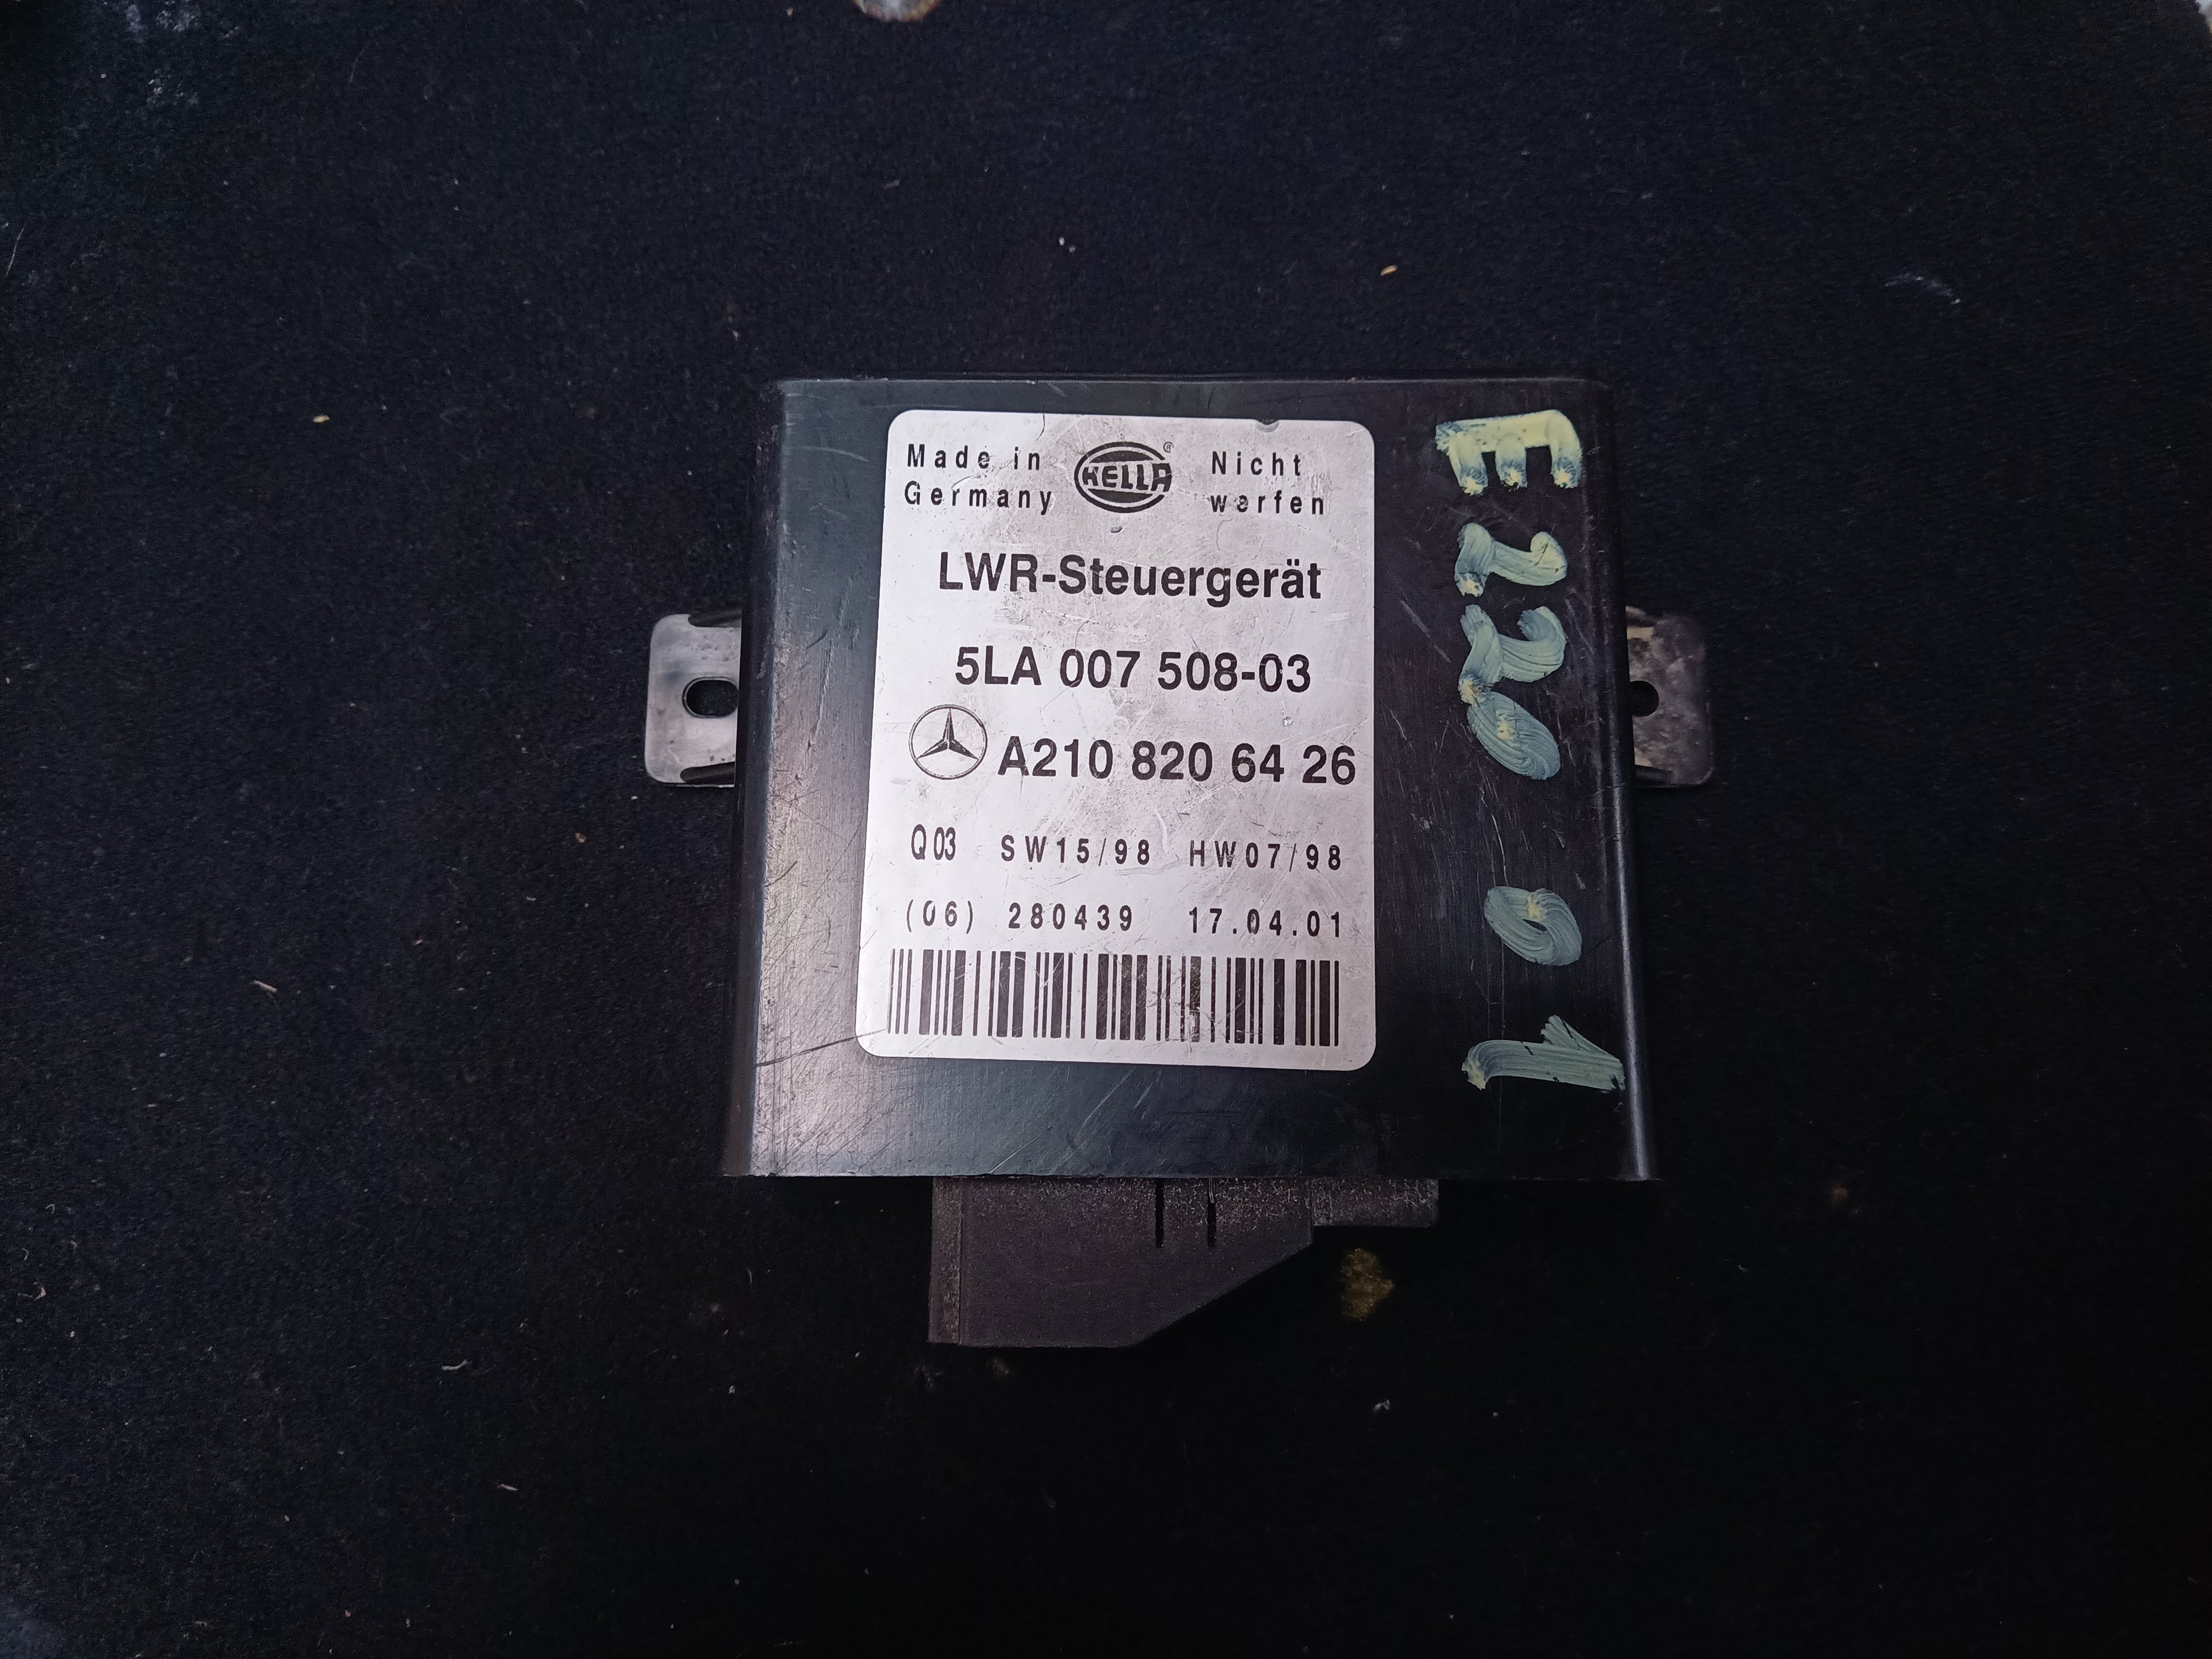 Made in
Germany
HELLA
®
Nicht
werfen
LWR-Steuergerät
5LA 007 508-03
A210 820 64 26
Q03 SW15/98 HW07/98
(06) 280439 17.04.01
E220 01